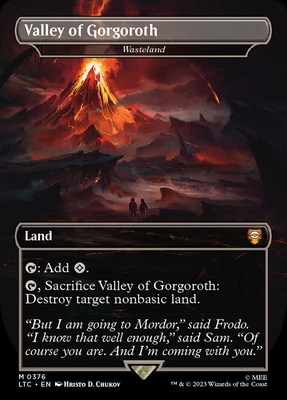 Valley of Gorgoroth
Wasteland
Land
: Add .
, Sacrifice Valley of Gorgoroth:
Destroy target nonbasic land.
“But I am going to Mordor,” said Frodo.
“I know that well enough,” said Sam. “Of
course you are. And I’m coming with you.”
M 0376
LTC • EN HRISTO D. CHUKOV
© MEE
™ & © 2023 Wizards of the Coast